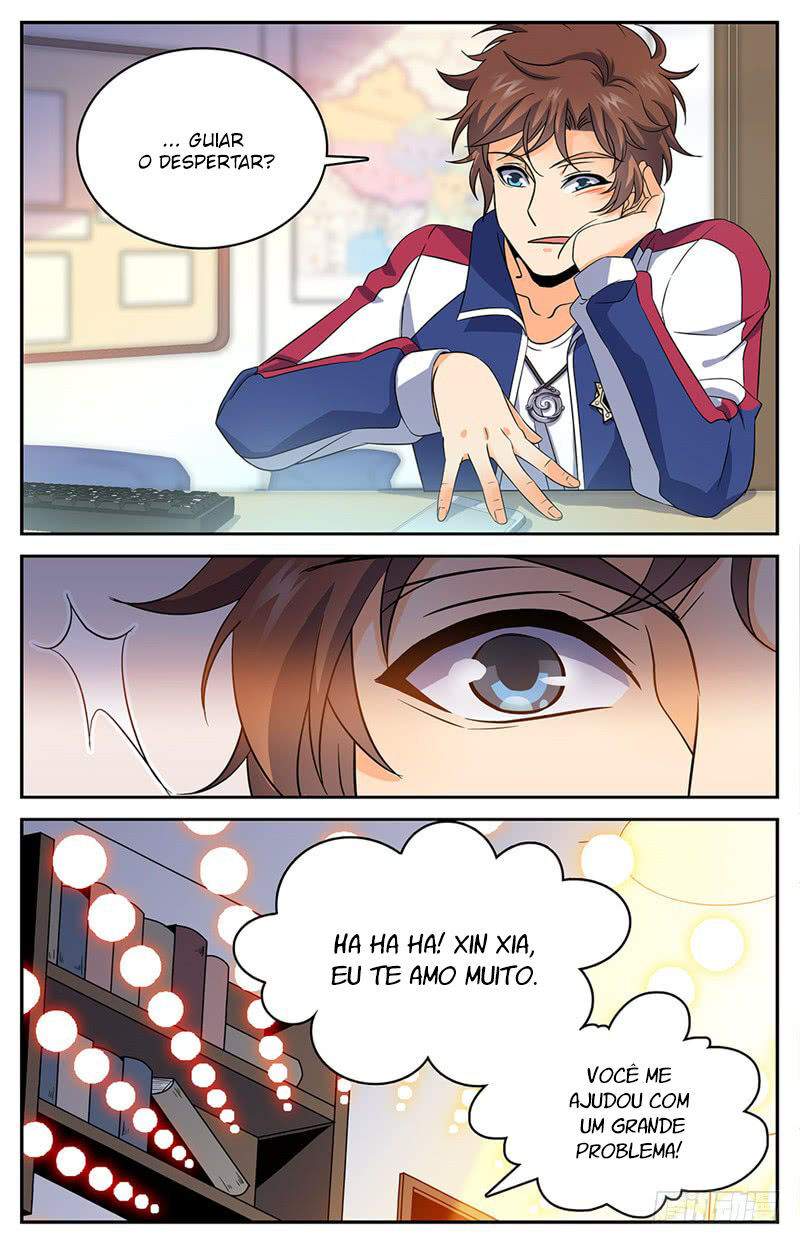 ... GUIAR
O DESPERTAR?
HA HA HA! XIN XIA,
EU TE AMO MUITO.
VOCÊ ME
AJUDOU COM
UM GRANDE
PROBLEMA!